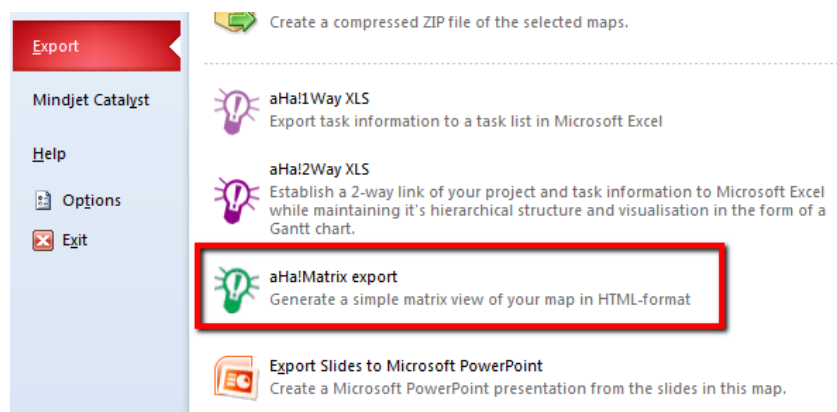 Create a compressed ZIP file of the selected maps.
Export
Mindjet Catalyst
Help
Options
Exit
aHa!1Way XLS
Export task information to a task list in Microsoft Excel
aHa!2Way XLS
Establish a 2-way link of your project and task information to Microsoft Excel
while maintaining it's hierarchical structure and visualisation in the form of a
Gantt chart.
aHa!Matrix export
Generate a simple matrix view of your map in HTML-format
Export Slides to Microsoft PowerPoint
Create a Microsoft PowerPoint presentation from the slides in this map.